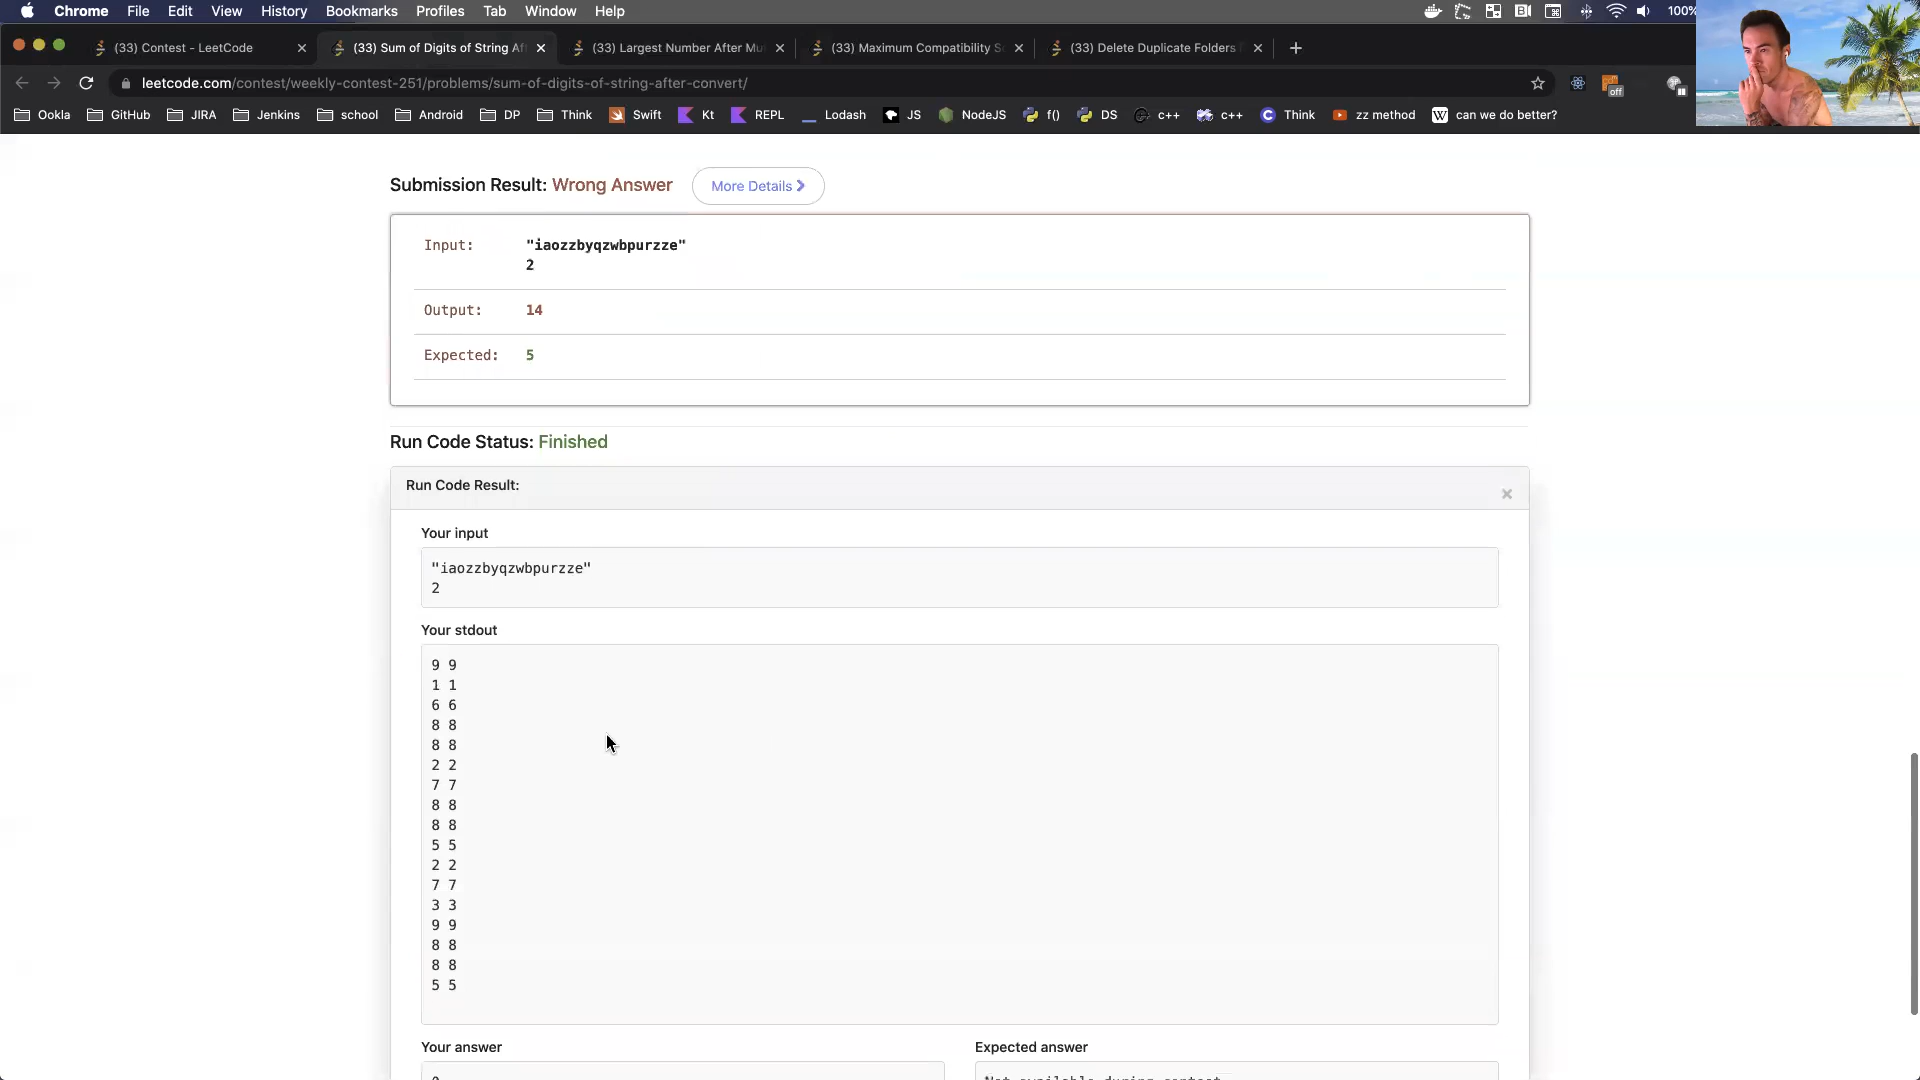 Chrome File Edit View History Bookmarks Profiles Tab Window Help 100%
(33) Contest - LeetCode (33) Sum of Digits of String Af (33) Largest Number After Mu (33) Maximum Compatibility S (33) Delete Duplicate Folders
leetcode.com/contest/weekly-contest-251/problems/sum-of-digits-of-string-after-convert/ off
Ookla GitHub JIRA Jenkins school Android DP Think Swift Kt REPL Lodash JS NodeJS f() DS c++ c++ Think zz method can we do better?
Submission Result: Wrong Answer More Details
Input: "iaozzbyqzwbpurzze"
2
Output: 14
Expected: 5
Run Code Status: Finished
Run Code Result:
Your input
"iaozzbyqzwbpurzze"
2
Your stdout
9 9
1 1
6 6
8 8
8 8
2 2
7 7
8 8
8 8
5 5
2 2
7 7
3 3
9 9
8 8
8 8
5 5
Your answer Expected answer
Not available during contest